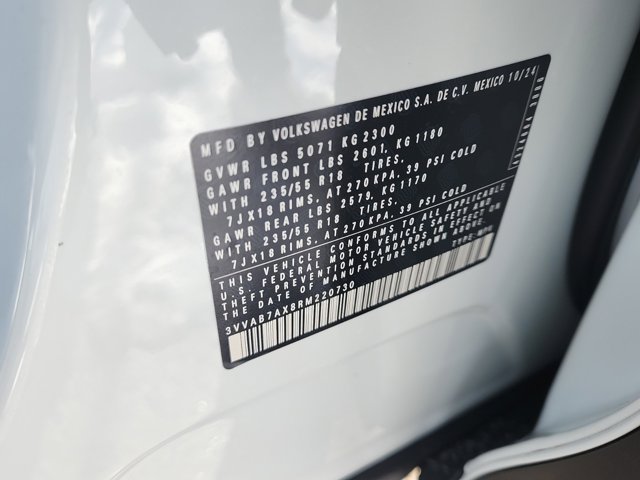 MFD BY VOLKSWAGEN DE MEXICO S.A. DE C.V. MEXICO 10/24
GVWR LBS 5071 KG 2300
GAWR FRONT LBS 2601, KG 1180
WITH 235/55 R18 TIRES,
7JX18 RIMS, AT 270 KPA, 39 PSI COLD
GAWR REAR LBS 2579, KG 1170
WITH 235/55 R18 TIRES,
7JX18 RIMS, AT 270 KPA, 39 PSI COLD
THIS VEHICLE CONFORMS TO ALL APPLICABLE
U.S. FEDERAL MOTOR VEHICLE SAFETY AND
THEFT PREVENTION STANDARDS IN EFFECT ON
THE DATE OF MANUFACTURE SHOWN ABOVE.
3VVAB7AX8RM220730 TYPE: MPV